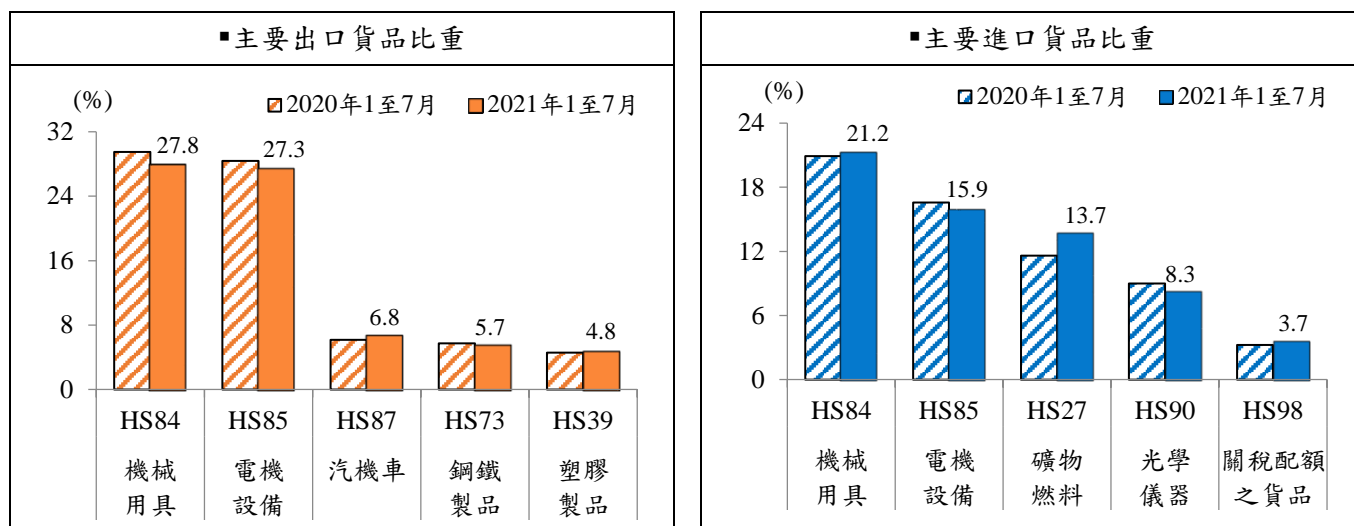 ▪主要出口貨品比重
(%)
2020年1至7月 2021年1至7月
32
24
16
8
0
27.8
27.3
6.8
5.7
4.8
HS84 HS85 HS87 HS73 HS39
機械 電機 汽機車 鋼鐵 塑膠
用具 設備 製品 製品
▪主要進口貨品比重
(%)
2020年1至7月 2021年1至7月
24
18
12
6
0
21.2
15.9
13.7
8.3
3.7
HS84 HS85 HS27 HS90 HS98
機械 電機 礦物 光學 關稅配額
用具 設備 燃料 儀器 之貨品